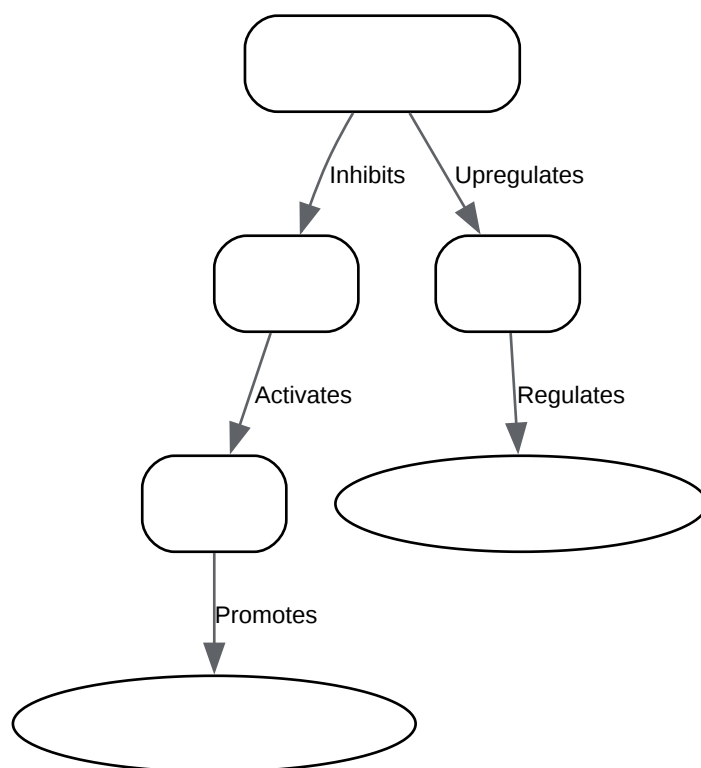 Inhibits
Upregulates
Activates
Regulates
Promotes